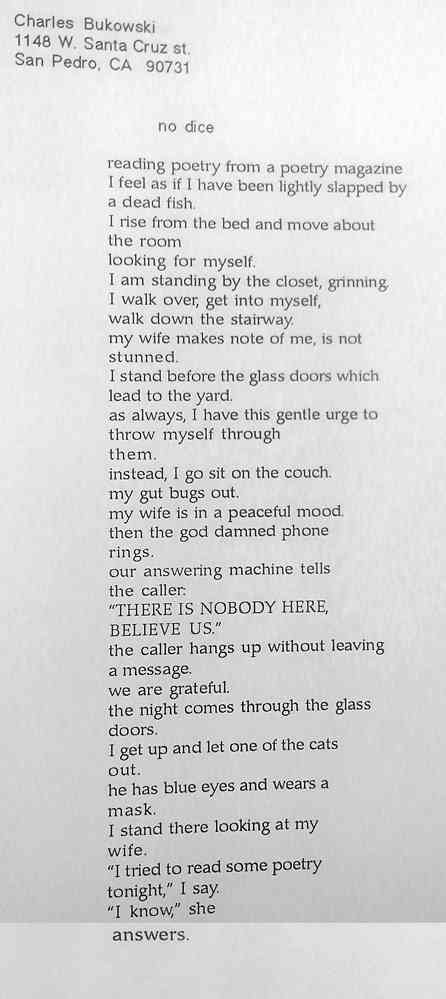 Charles Bukowski
1148 W. Santa Cruz st.
San Pedro, CA 90731
no dice
reading poetry from a poetry magazine
I feel as if I have been lightly slapped by
a dead fish.
I rise from the bed and move about
the room
looking for myself.
I am standing by the closet, grinning.
I walk over, get into myself,
walk down the stairway.
my wife makes note of me, is not
stunned.
I stand before the glass doors which
lead to the yard.
as always, I have this gentle urge to
throw myself through
them.
instead, I go sit on the couch.
my gut bugs out.
my wife is in a peaceful mood.
then the god damned phone
rings.
our answering machine tells
the caller:
“THERE IS NOBODY HERE,
BELIEVE US.”
the caller hangs up without leaving
a message.
we are grateful.
the night comes through the glass
doors.
I get up and let one of the cats
out.
he has blue eyes and wears a
mask.
I stand there looking at my
wife.
“I tried to read some poetry
tonight,” I say.
“I know,” she
answers.